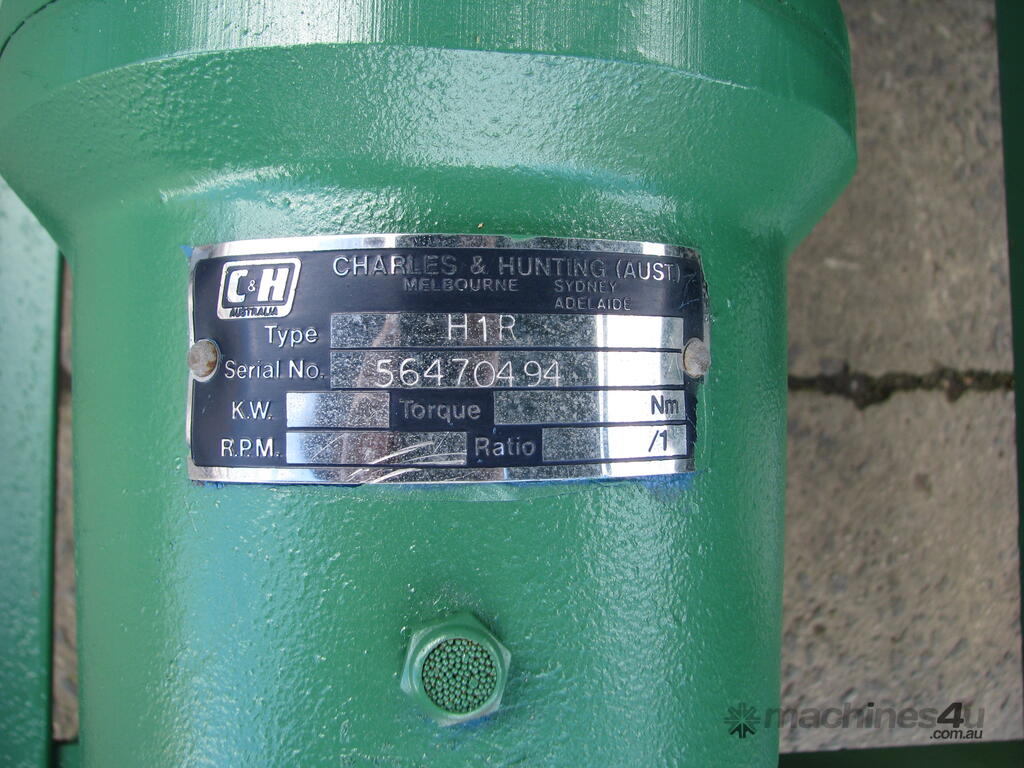 C&H
AUSTRALIA
CHARLES & HUNTING (AUST)
MELBOURNE SYDNEY
ADELAIDE
Type H1R
Serial No. 56470494
K.W. Torque Nm
R.P.M. Ratio /1
machines4u
.com.au